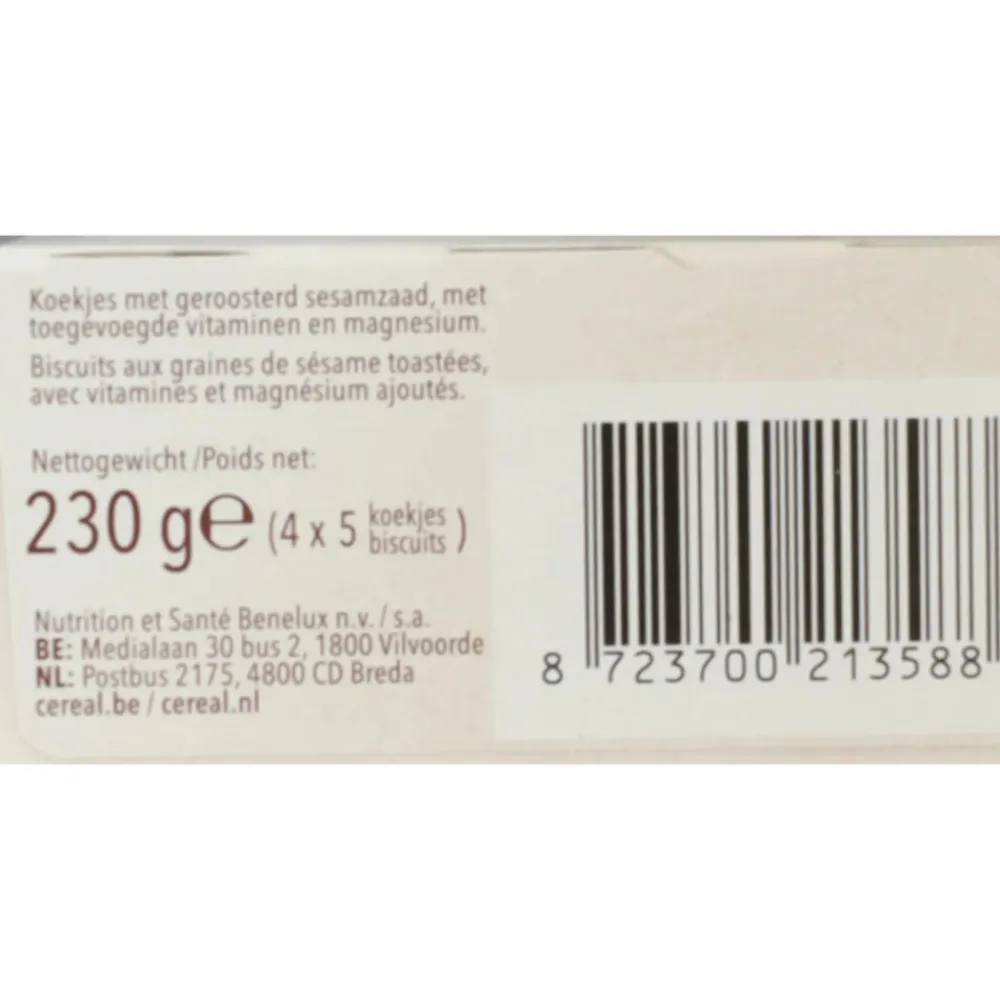 Koekjes met geroosterd sesamzaad, met
toegevoegde vitaminen en magnesium.
Biscuits aux graines de sésame toastées,
avec vitamines et magnésium ajoutés.
Nettogewicht /Poids net:
230 g℮ (4 x 5 koekjes
biscuits)
Nutrition et Santé Benelux n.v. / s.a.
BE: Medialaan 30 bus 2, 1800 Vilvoorde
NL: Postbus 2175, 4800 CD Breda
cereal.be / cereal.nl
8 723700 213588